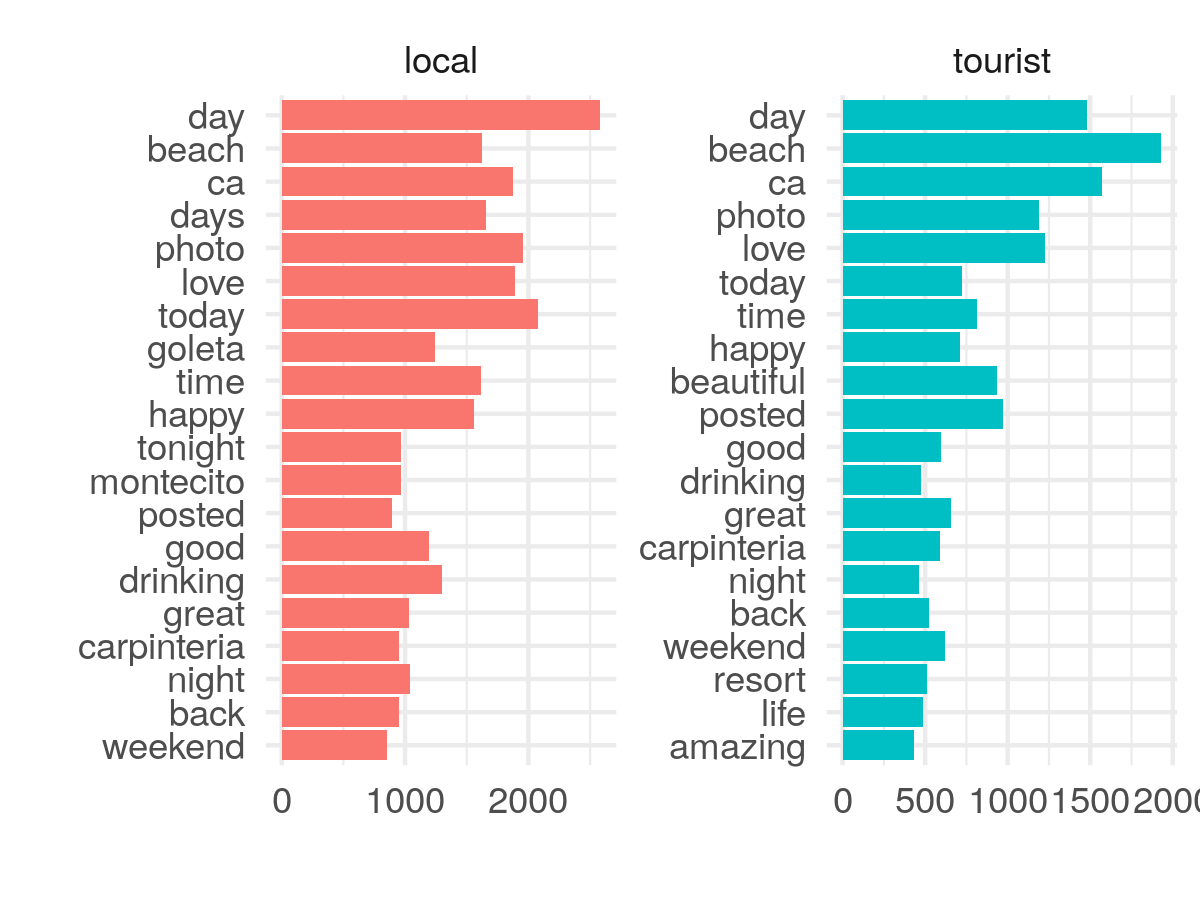 local
day
beach
ca
days
photo
love
today
goleta
time
happy
tonight
montecito
posted
good
drinking
great
carpinteria
night
back
weekend
0 1000 2000
tourist
day
beach
ca
photo
love
today
time
happy
beautiful
posted
good
drinking
great
carpinteria
night
back
weekend
resort
life
amazing
0 500 1000 1500 2000